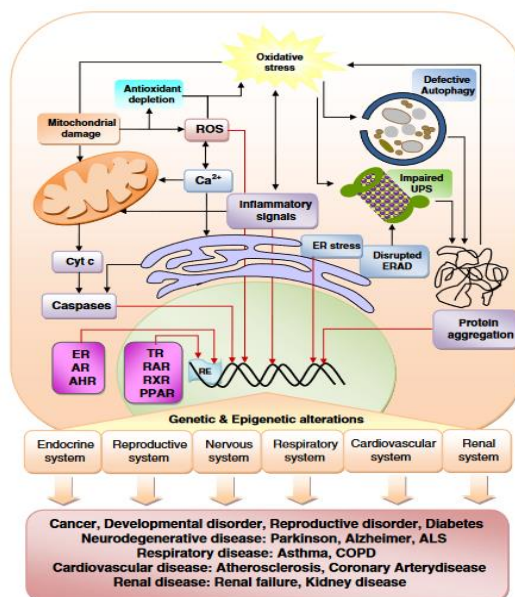 Oxidative
stress
Antioxidant
depletion
Defective
Autophagy
Mitochondrial
damage
ROS
Ca2+
Impaired
UPS
Inflammatory
signals
Cyt c
ER stress
Disrupted
ERAD
Caspases
Protein
aggregation
ER
AR
AHR
TR
RAR
RXR
PPAR
RE
Genetic & Epigenetic alterations
Endocrine
system
Reproductive
system
Nervous
system
Respiratory
system
Cardiovascular
system
Renal
system
Cancer, Developmental disorder, Reproductive disorder, Diabetes
Neurodegenerative disease: Parkinson, Alzheimer, ALS
Respiratory disease: Asthma, COPD
Cardiovascular disease: Atherosclerosis, Coronary Arterydisease
Renal disease: Renal failure, Kidney disease